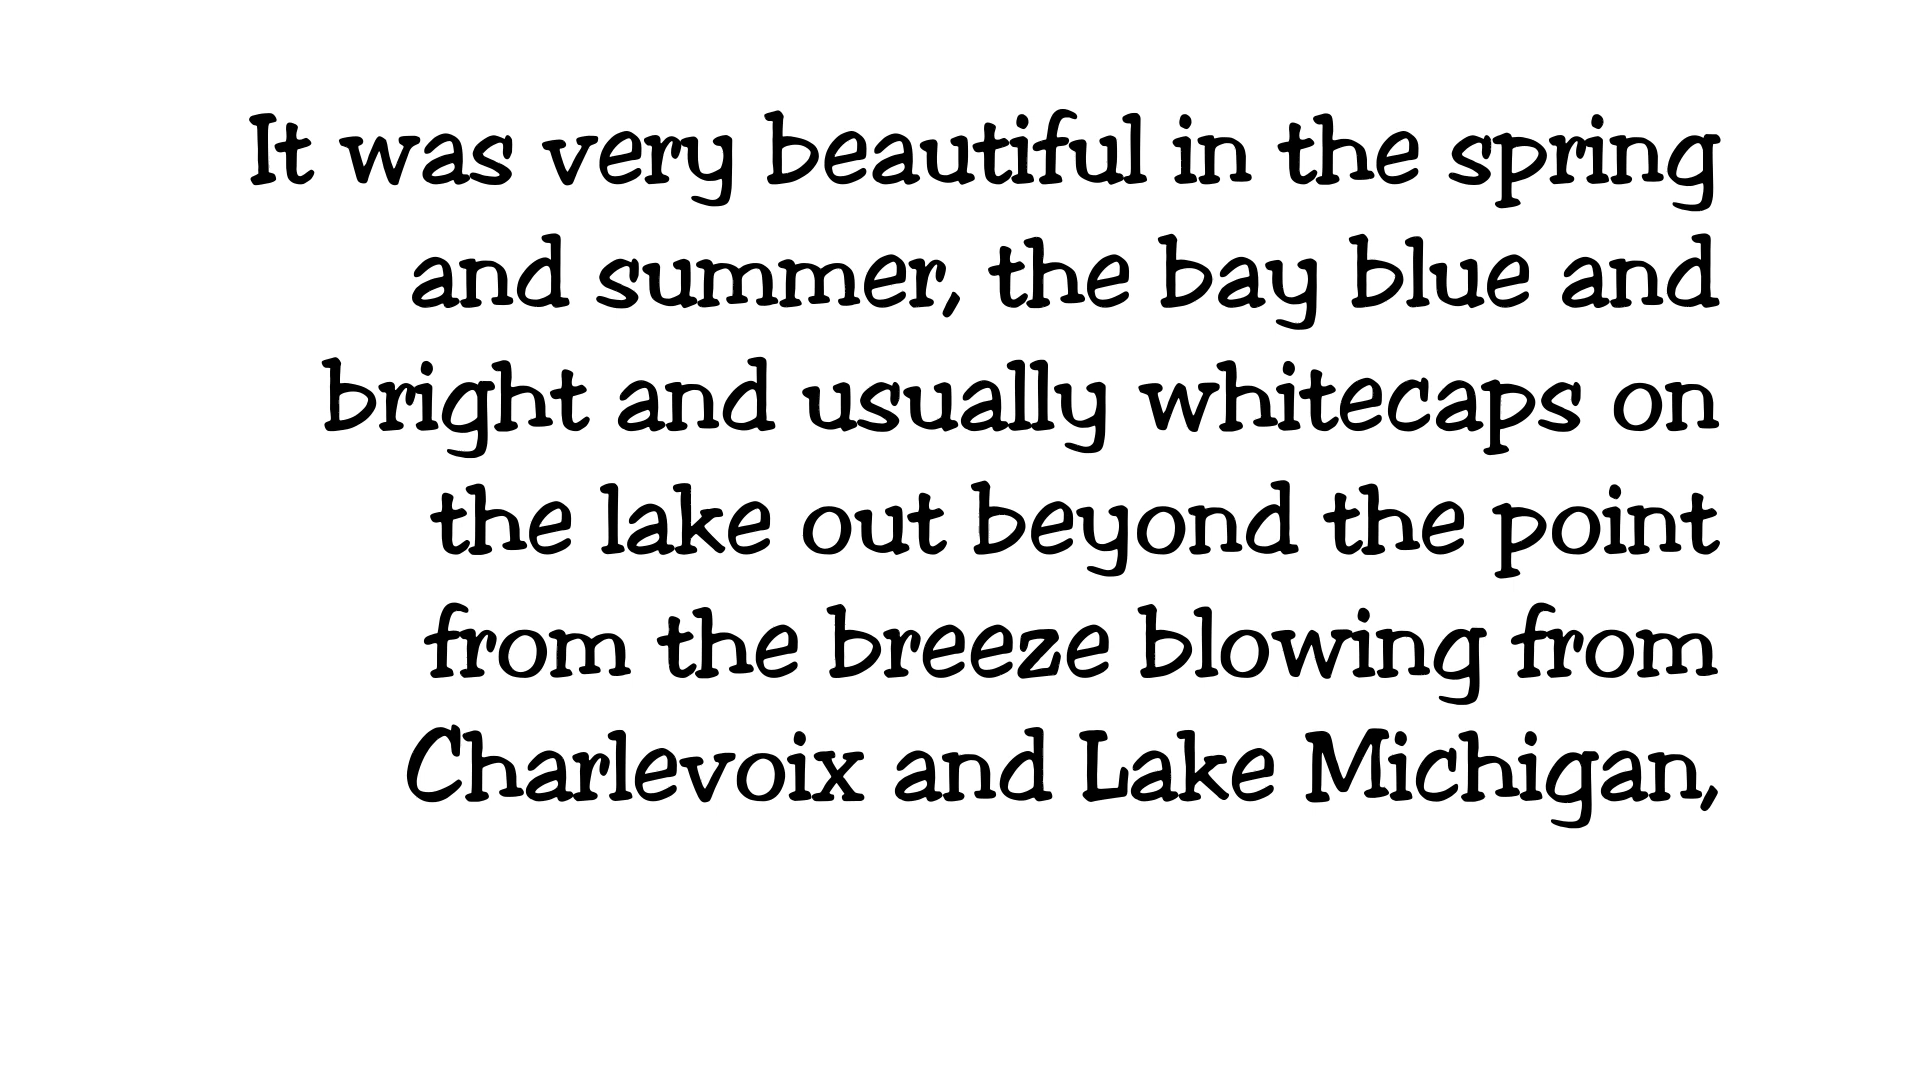 It was very beautiful in the spring
and summer, the bay blue and
bright and usually whitecaps on
the lake out beyond the point
from the breeze blowing from
Charlevoix and Lake Michigan,